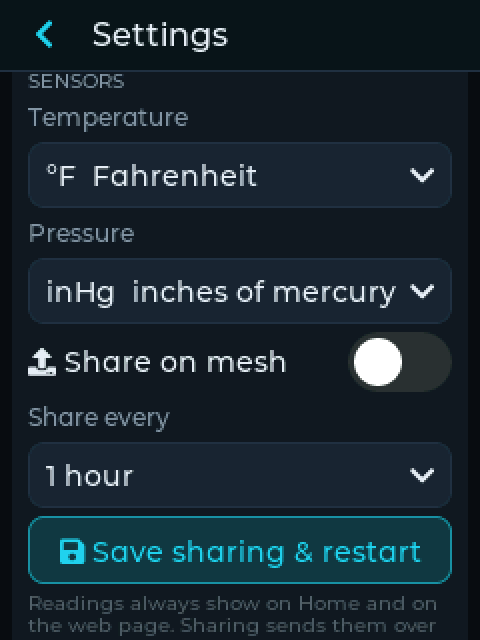 Settings
SENSORS
Temperature
°F Fahrenheit
Pressure
inHg inches of mercury
Share on mesh
Share every
1 hour
Save sharing & restart
Readings always show on Home and on
the web page. Sharing sends them over